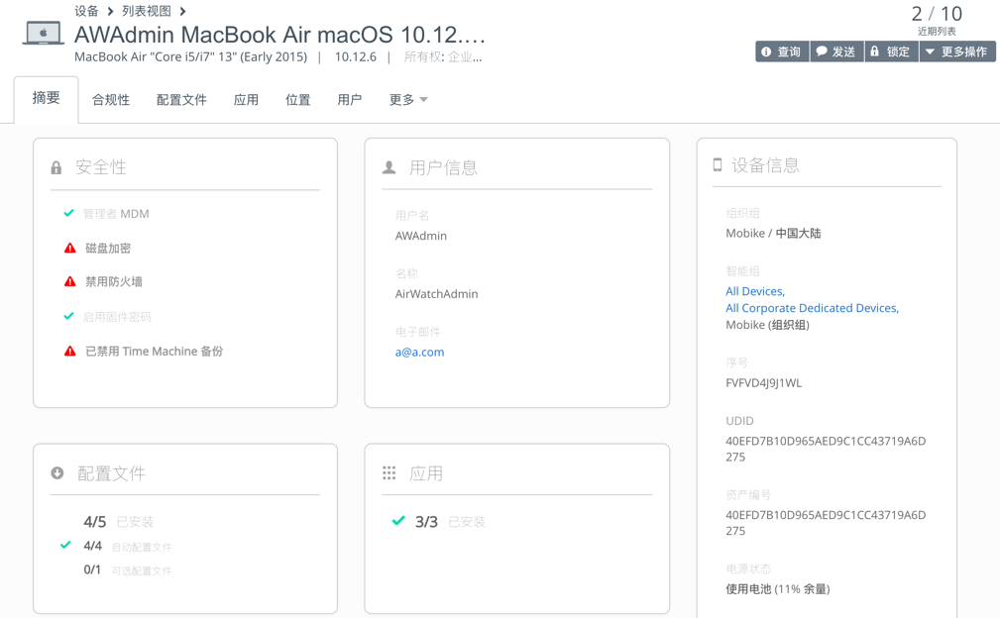 设备 列表视图
AWAdmin MacBook Air macOS 10.12....
MacBook Air "Core i5/i7" 13" (Early 2015) | 10.12.6 | 所有权: 企业...
2 / 10
近期列表
查询 发送 锁定 更多操作
摘要 合规性 配置文件 应用 位置 用户 更多
安全性
管理者 MDM
磁盘加密
禁用防火墙
启用固件密码
已禁用 Time Machine 备份
用户信息
用户名
AWAdmin
名称
AirWatchAdmin
电子邮件
a@a.com
设备信息
组织组
Mobike / 中国大陆
智能组
All Devices,
All Corporate Dedicated Devices,
Mobike (组织组)
序号
FVFVD4J9J1WL
UDID
40EFD7B10D965AED9C1CC43719A6D
275
资产编号
40EFD7B10D965AED9C1CC43719A6D
275
电源状态
使用电池 (11% 余量)
配置文件
4/5 已安装
4/4 自动配置文件
0/1 可选配置文件
应用
3/3 已安装